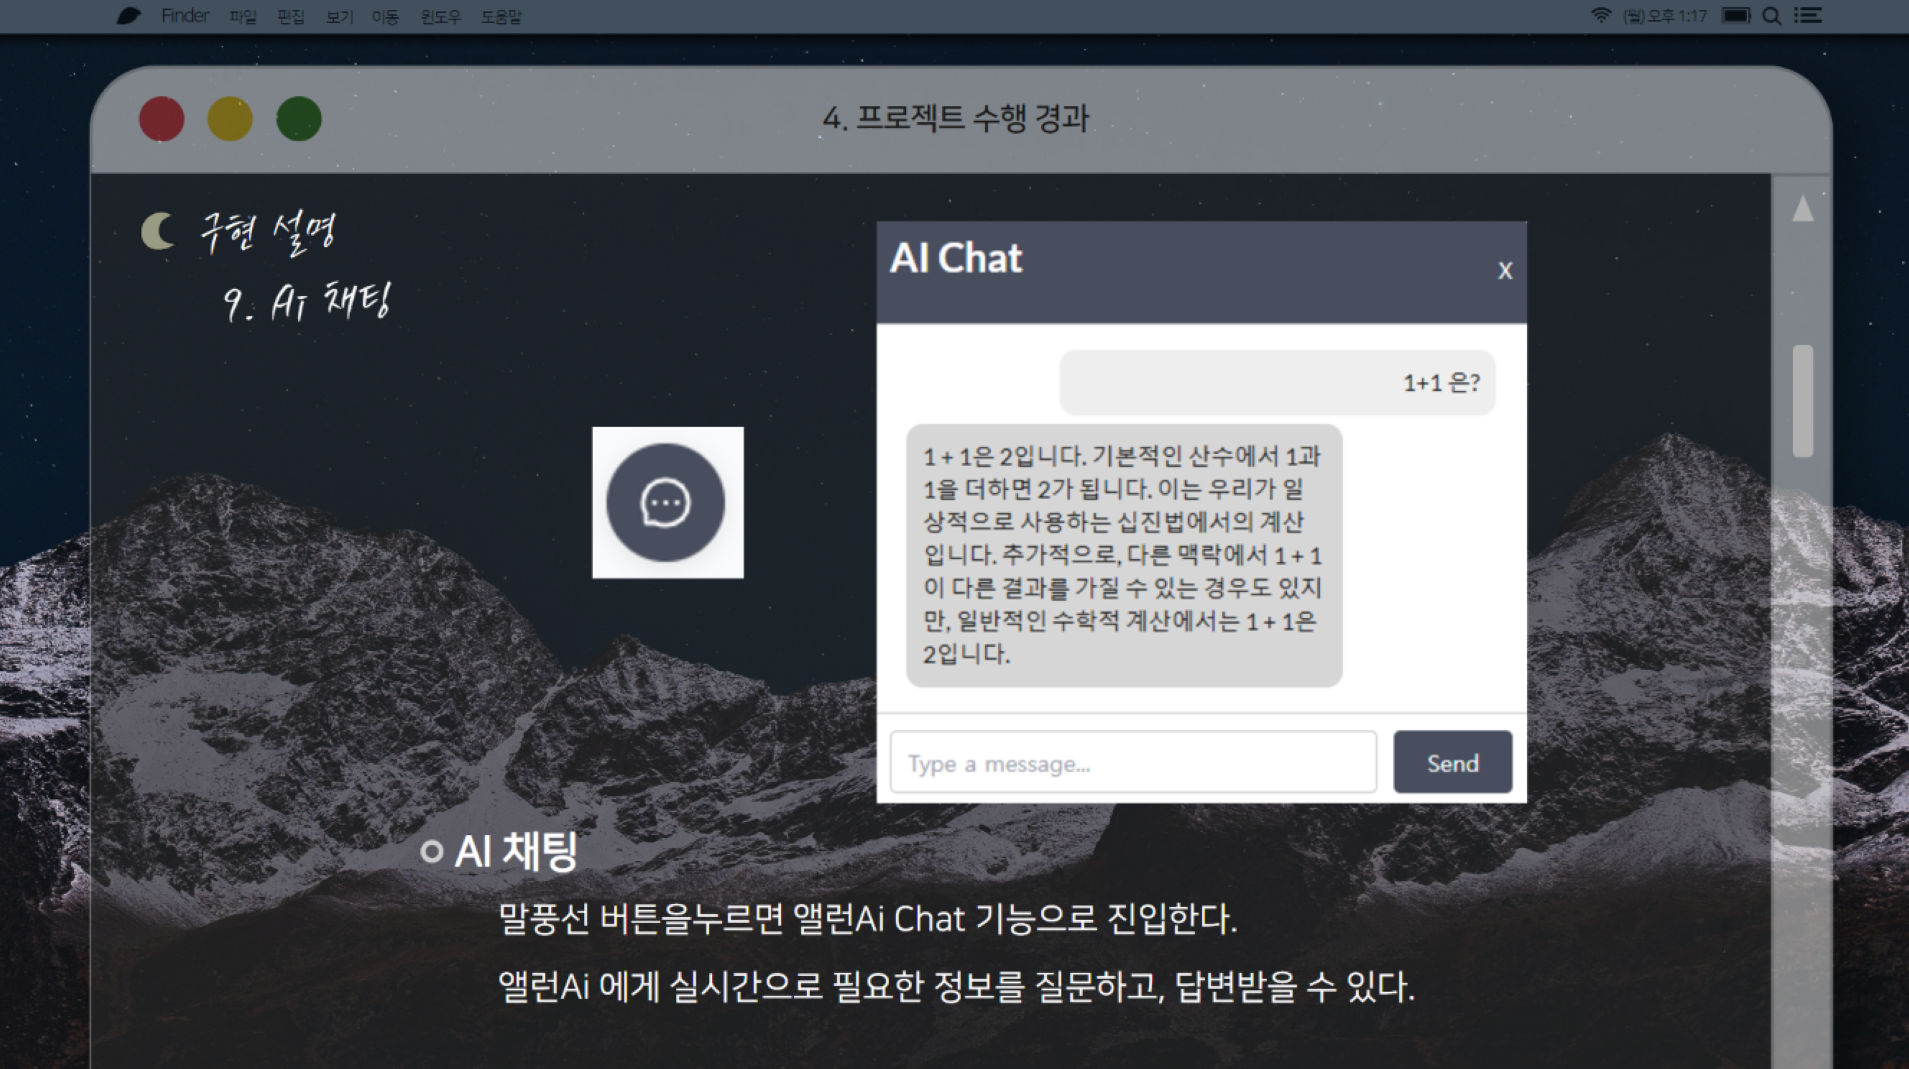 Finder 파일 편집 보기 이동 윈도우 도움말 (월) 오후 1:17
4. 프로젝트 수행 경과
구현 설명
9. Ai 채팅
AI Chat
x
1+1 은?
1 + 1은 2입니다. 기본적인 산수에서 1과
1을 더하면 2가 됩니다. 이는 우리가 일
상적으로 사용하는 십진법에서의 계산
입니다. 추가적으로, 다른 맥락에서 1 + 1
이 다른 결과를 가질 수 있는 경우도 있지
만, 일반적인 수학적 계산에서는 1 + 1은
2입니다.
Type a message...
Send
AI 채팅
말풍선 버튼을누르면 앨런Ai Chat 기능으로 진입한다.
앨런Ai 에게 실시간으로 필요한 정보를 질문하고, 답변받을 수 있다.